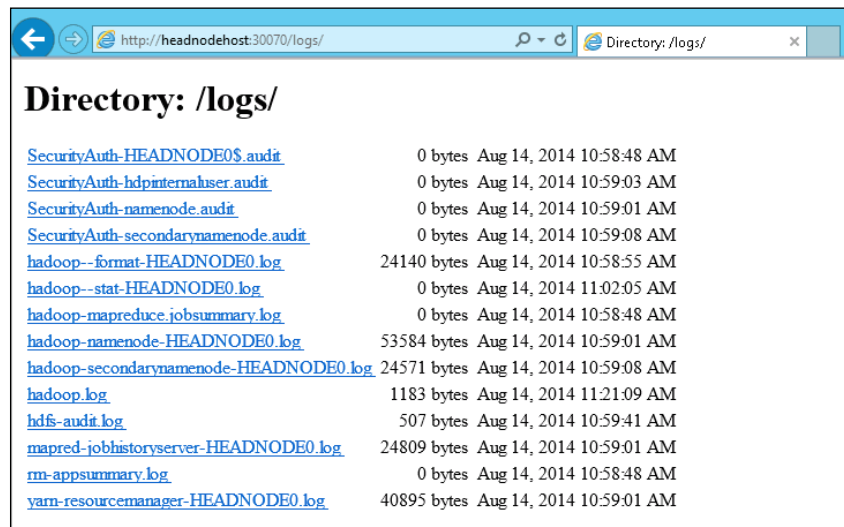 http://headnodehost:30070/logs/ Directory: /logs/
Directory: /logs/
SecurityAuth-HEADNODE0$.audit 0 bytes Aug 14, 2014 10:58:48 AM
SecurityAuth-hdpinternaluser.audit 0 bytes Aug 14, 2014 10:59:03 AM
SecurityAuth-namenode.audit 0 bytes Aug 14, 2014 10:59:01 AM
SecurityAuth-secondarynamenode.audit 0 bytes Aug 14, 2014 10:59:08 AM
hadoop--format-HEADNODE0.log 24140 bytes Aug 14, 2014 10:58:55 AM
hadoop--stat-HEADNODE0.log 0 bytes Aug 14, 2014 11:02:05 AM
hadoop-mapreduce.jobsummary.log 0 bytes Aug 14, 2014 10:58:48 AM
hadoop-namenode-HEADNODE0.log 53584 bytes Aug 14, 2014 10:59:01 AM
hadoop-secondarynamenode-HEADNODE0.log 24571 bytes Aug 14, 2014 10:59:08 AM
hadoop.log 1183 bytes Aug 14, 2014 11:21:09 AM
hdfs-audit.log 507 bytes Aug 14, 2014 10:59:41 AM
mapred-jobhistoryserver-HEADNODE0.log 24809 bytes Aug 14, 2014 10:59:01 AM
rm-appsummary.log 0 bytes Aug 14, 2014 10:58:48 AM
yarn-resourcemanager-HEADNODE0.log 40895 bytes Aug 14, 2014 10:59:01 AM